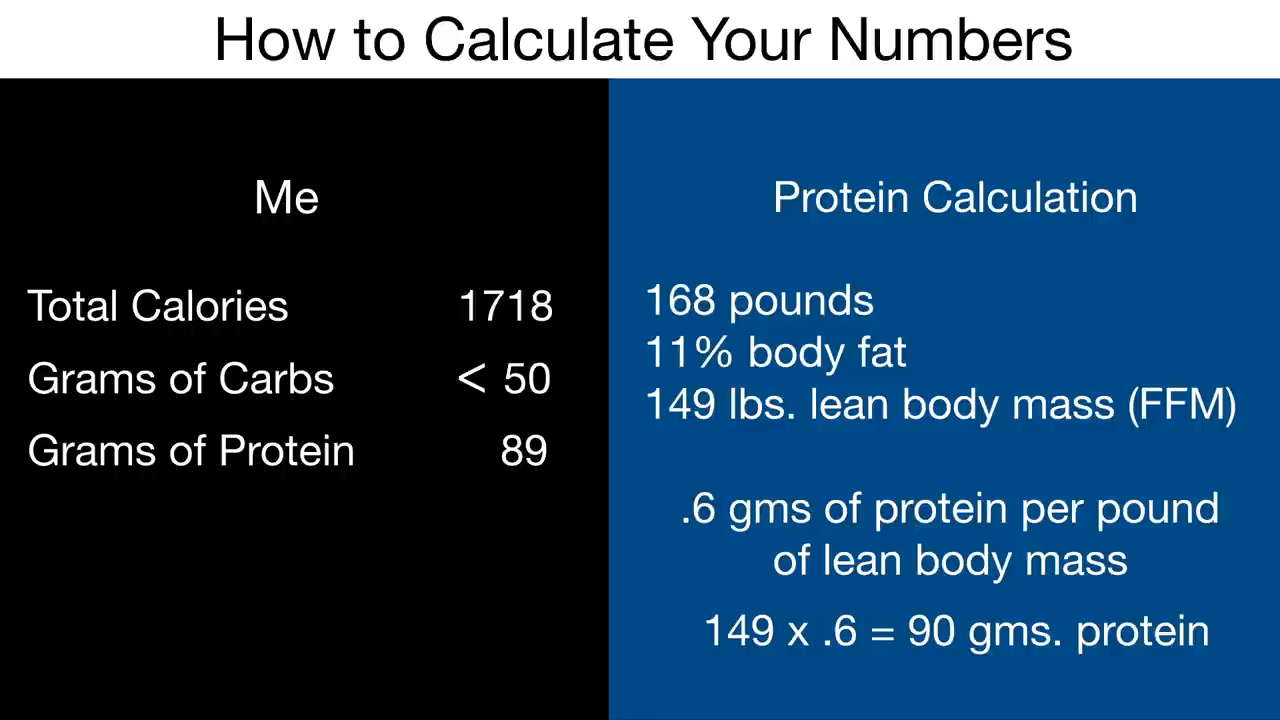 How to Calculate Your Numbers
Me
Total Calories 1718
Grams of Carbs < 50
Grams of Protein 89
Protein Calculation
168 pounds
11% body fat
149 lbs. lean body mass (FFM)
.6 gms of protein per pound
of lean body mass
149 x .6 = 90 gms. protein